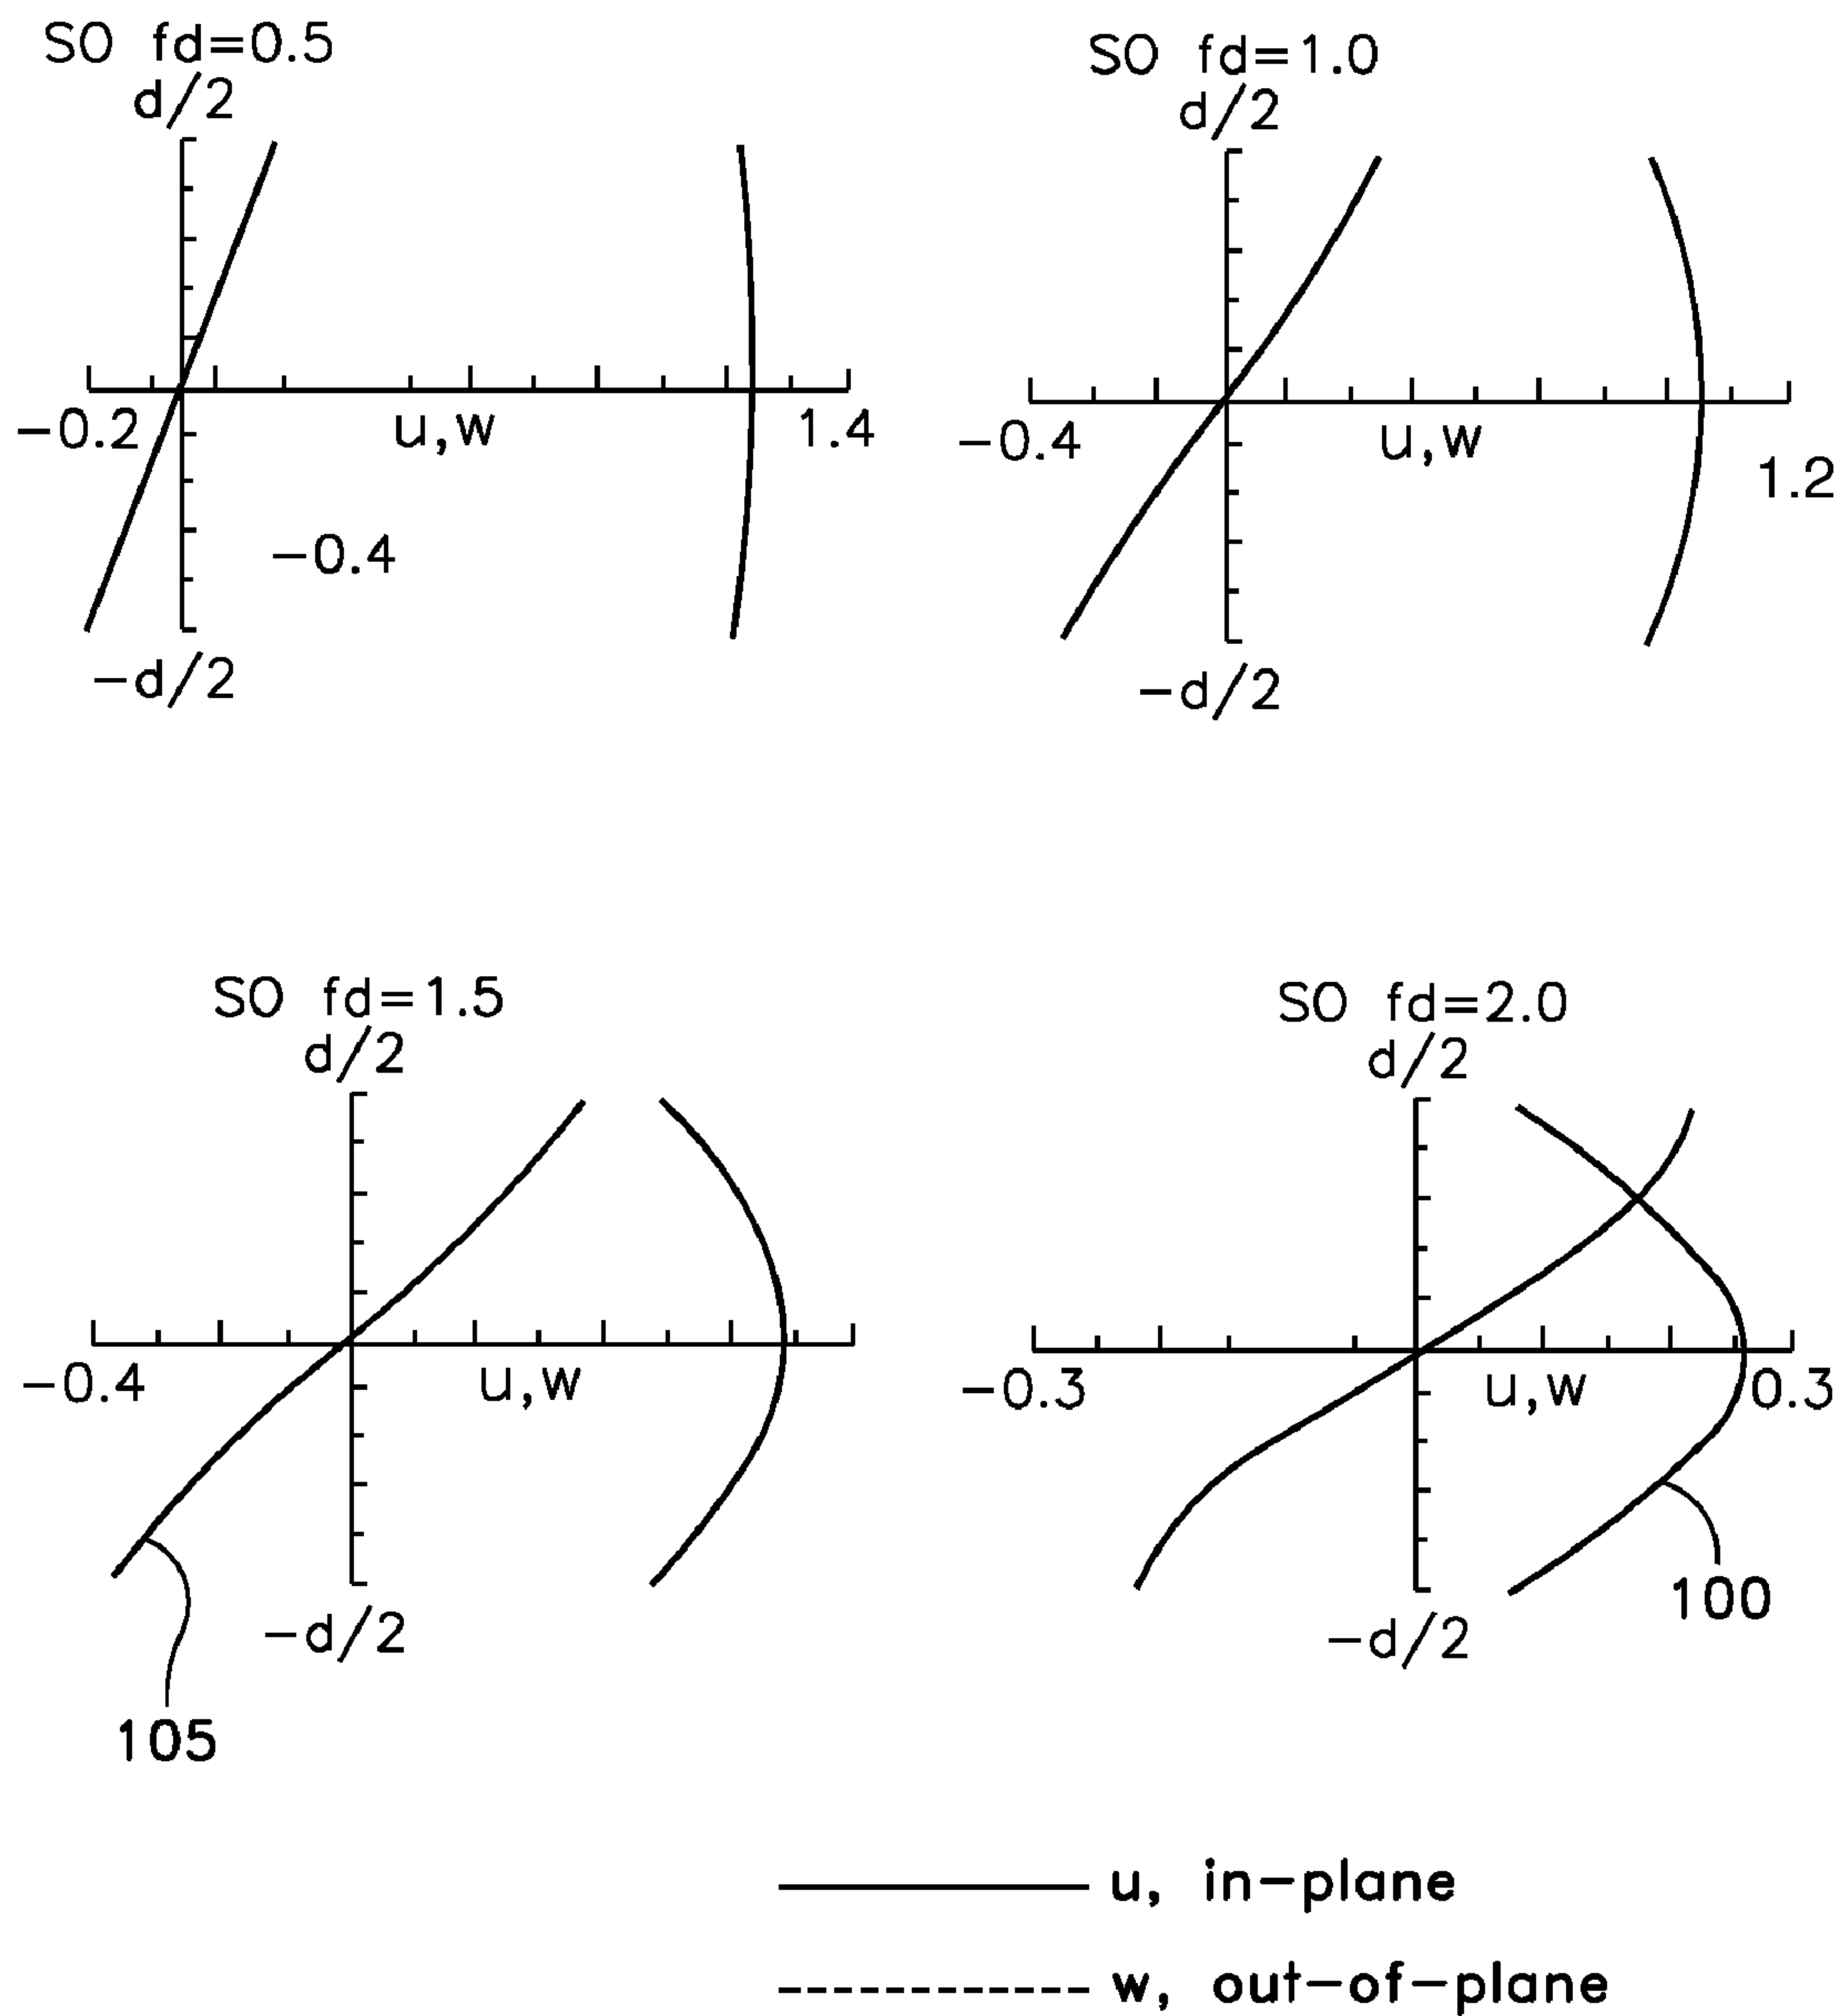 SO fd=0.5
d/2
-0.2
u,w
1.4
-0.4
-d/2
SO fd=1.0
d/2
-0.4
u,w
1.2
-d/2
SO fd=1.5
d/2
-0.4
u,w
-d/2
105
SO fd=2.0
d/2
-0.3
u,w
0.3
100
-d/2
u, in-plane
w, out-of-plane